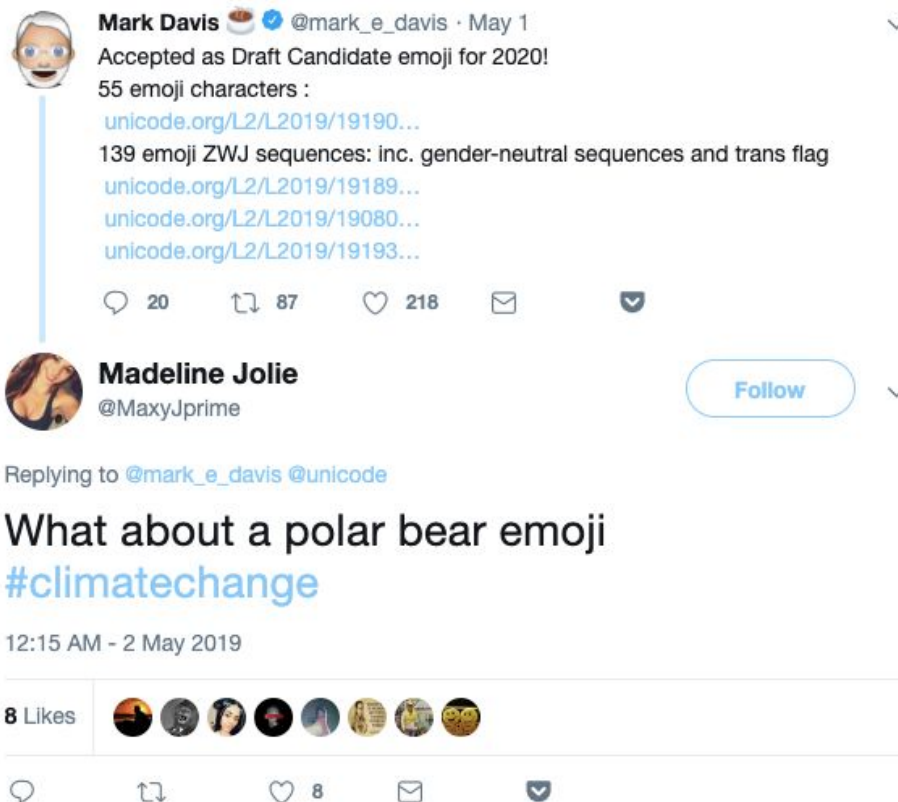 Mark Davis @mark_e_davis · May 1
Accepted as Draft Candidate emoji for 2020!
55 emoji characters :
unicode.org/L2/L2019/19190...
139 emoji ZWJ sequences: inc. gender-neutral sequences and trans flag
unicode.org/L2/L2019/19189...
unicode.org/L2/L2019/19080...
unicode.org/L2/L2019/19193...
20 87 218
Madeline Jolie
@MaxyJprime
Follow
Replying to @mark_e_davis @unicode
What about a polar bear emoji
#climatechange
12:15 AM - 2 May 2019
8 Likes
8